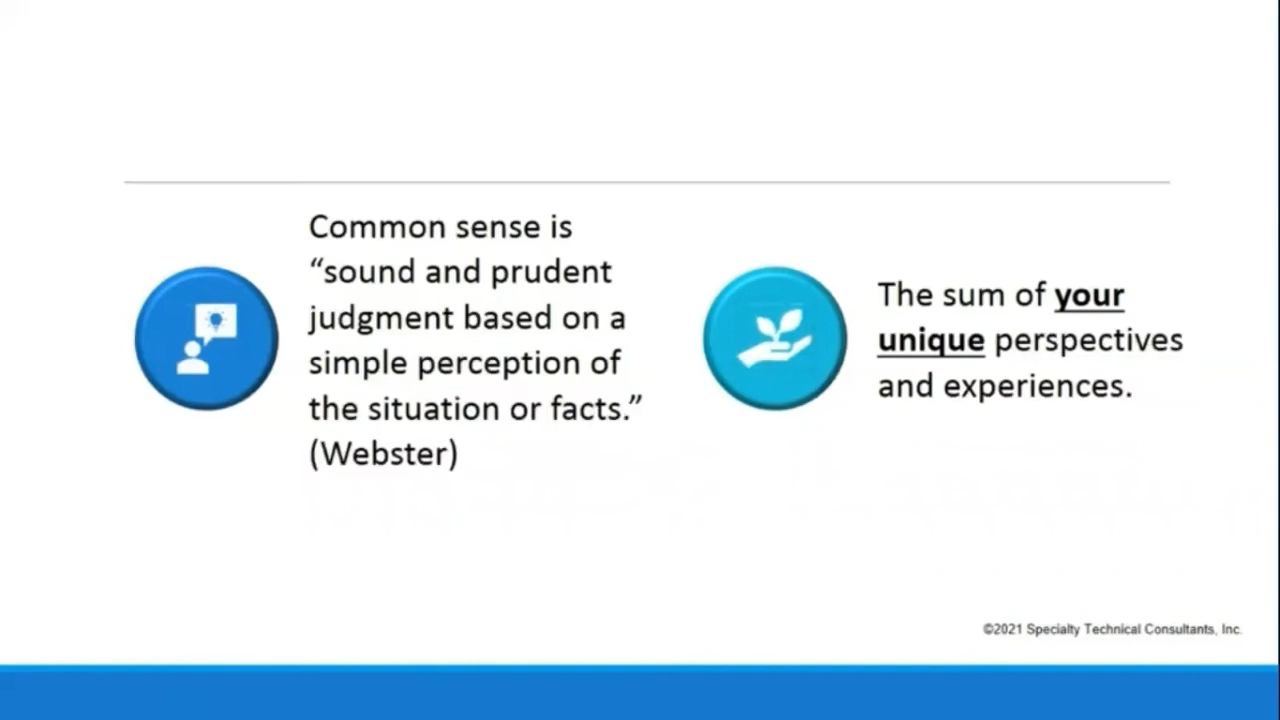 Common sense is
“sound and prudent
judgment based on a
simple perception of
the situation or facts.”
(Webster)
The sum of your
unique perspectives
and experiences.
©2021 Specialty Technical Consultants, Inc.